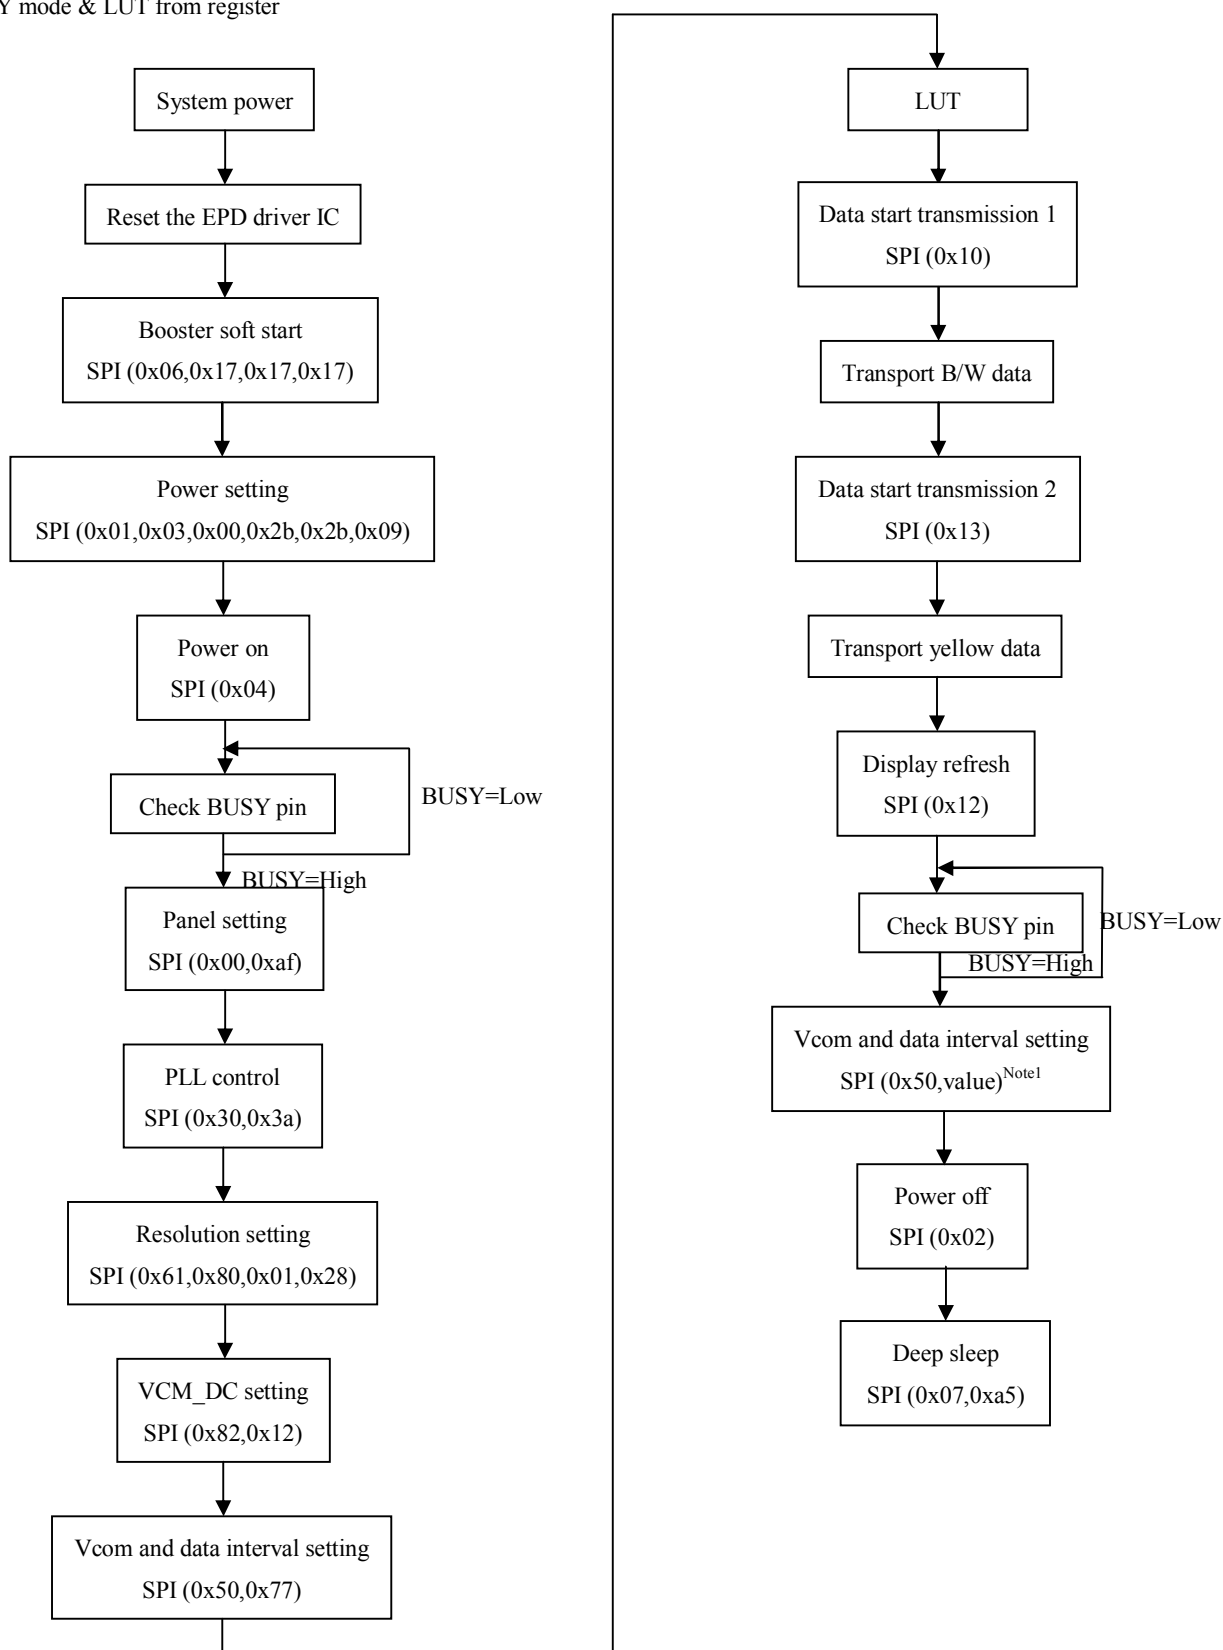 Y mode & LUT from register
System power
Reset the EPD driver IC
Booster soft start
SPI (0x06,0x17,0x17,0x17)
Power setting
SPI (0x01,0x03,0x00,0x2b,0x2b,0x09)
Power on
SPI (0x04)
Check BUSY pin
BUSY=Low
BUSY=High
Panel setting
SPI (0x00,0xaf)
PLL control
SPI (0x30,0x3a)
Resolution setting
SPI (0x61,0x80,0x01,0x28)
VCM_DC setting
SPI (0x82,0x12)
Vcom and data interval setting
SPI (0x50,0x77)
LUT
Data start transmission 1
SPI (0x10)
Transport B/W data
Data start transmission 2
SPI (0x13)
Transport yellow data
Display refresh
SPI (0x12)
Check BUSY pin
BUSY=Low
BUSY=High
Vcom and data interval setting
SPI (0x50,value)Note1
Power off
SPI (0x02)
Deep sleep
SPI (0x07,0xa5)